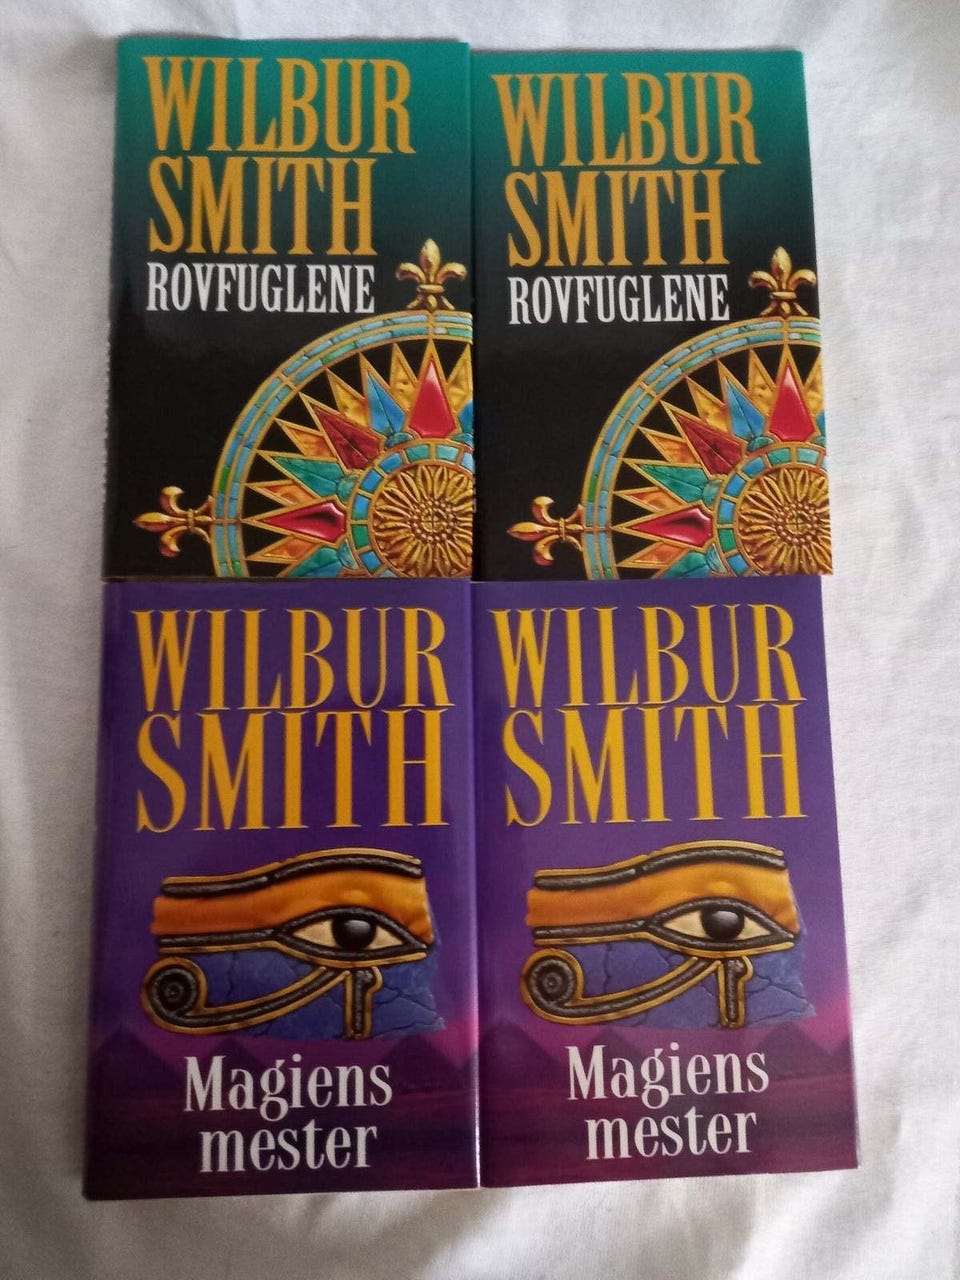 WILBUR
SMITH
ROVFUGLENE
WILBUR
SMITH
ROVFUGLENE
WILBUR
SMITH
Magiens
mester
WILBUR
SMITH
Magiens
mester